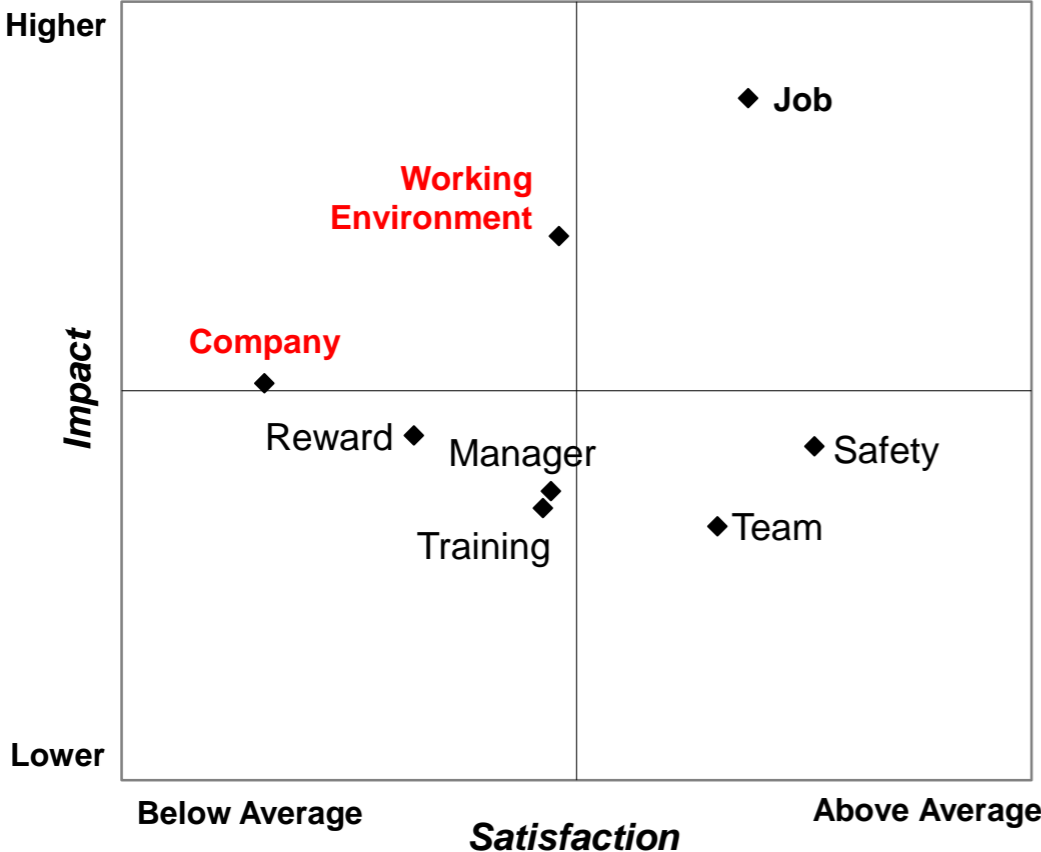 Higher
Job
Working
Environment
Company
Impact
Reward
Manager
Safety
Team
Training
Lower
Below Average
Above Average
Satisfaction